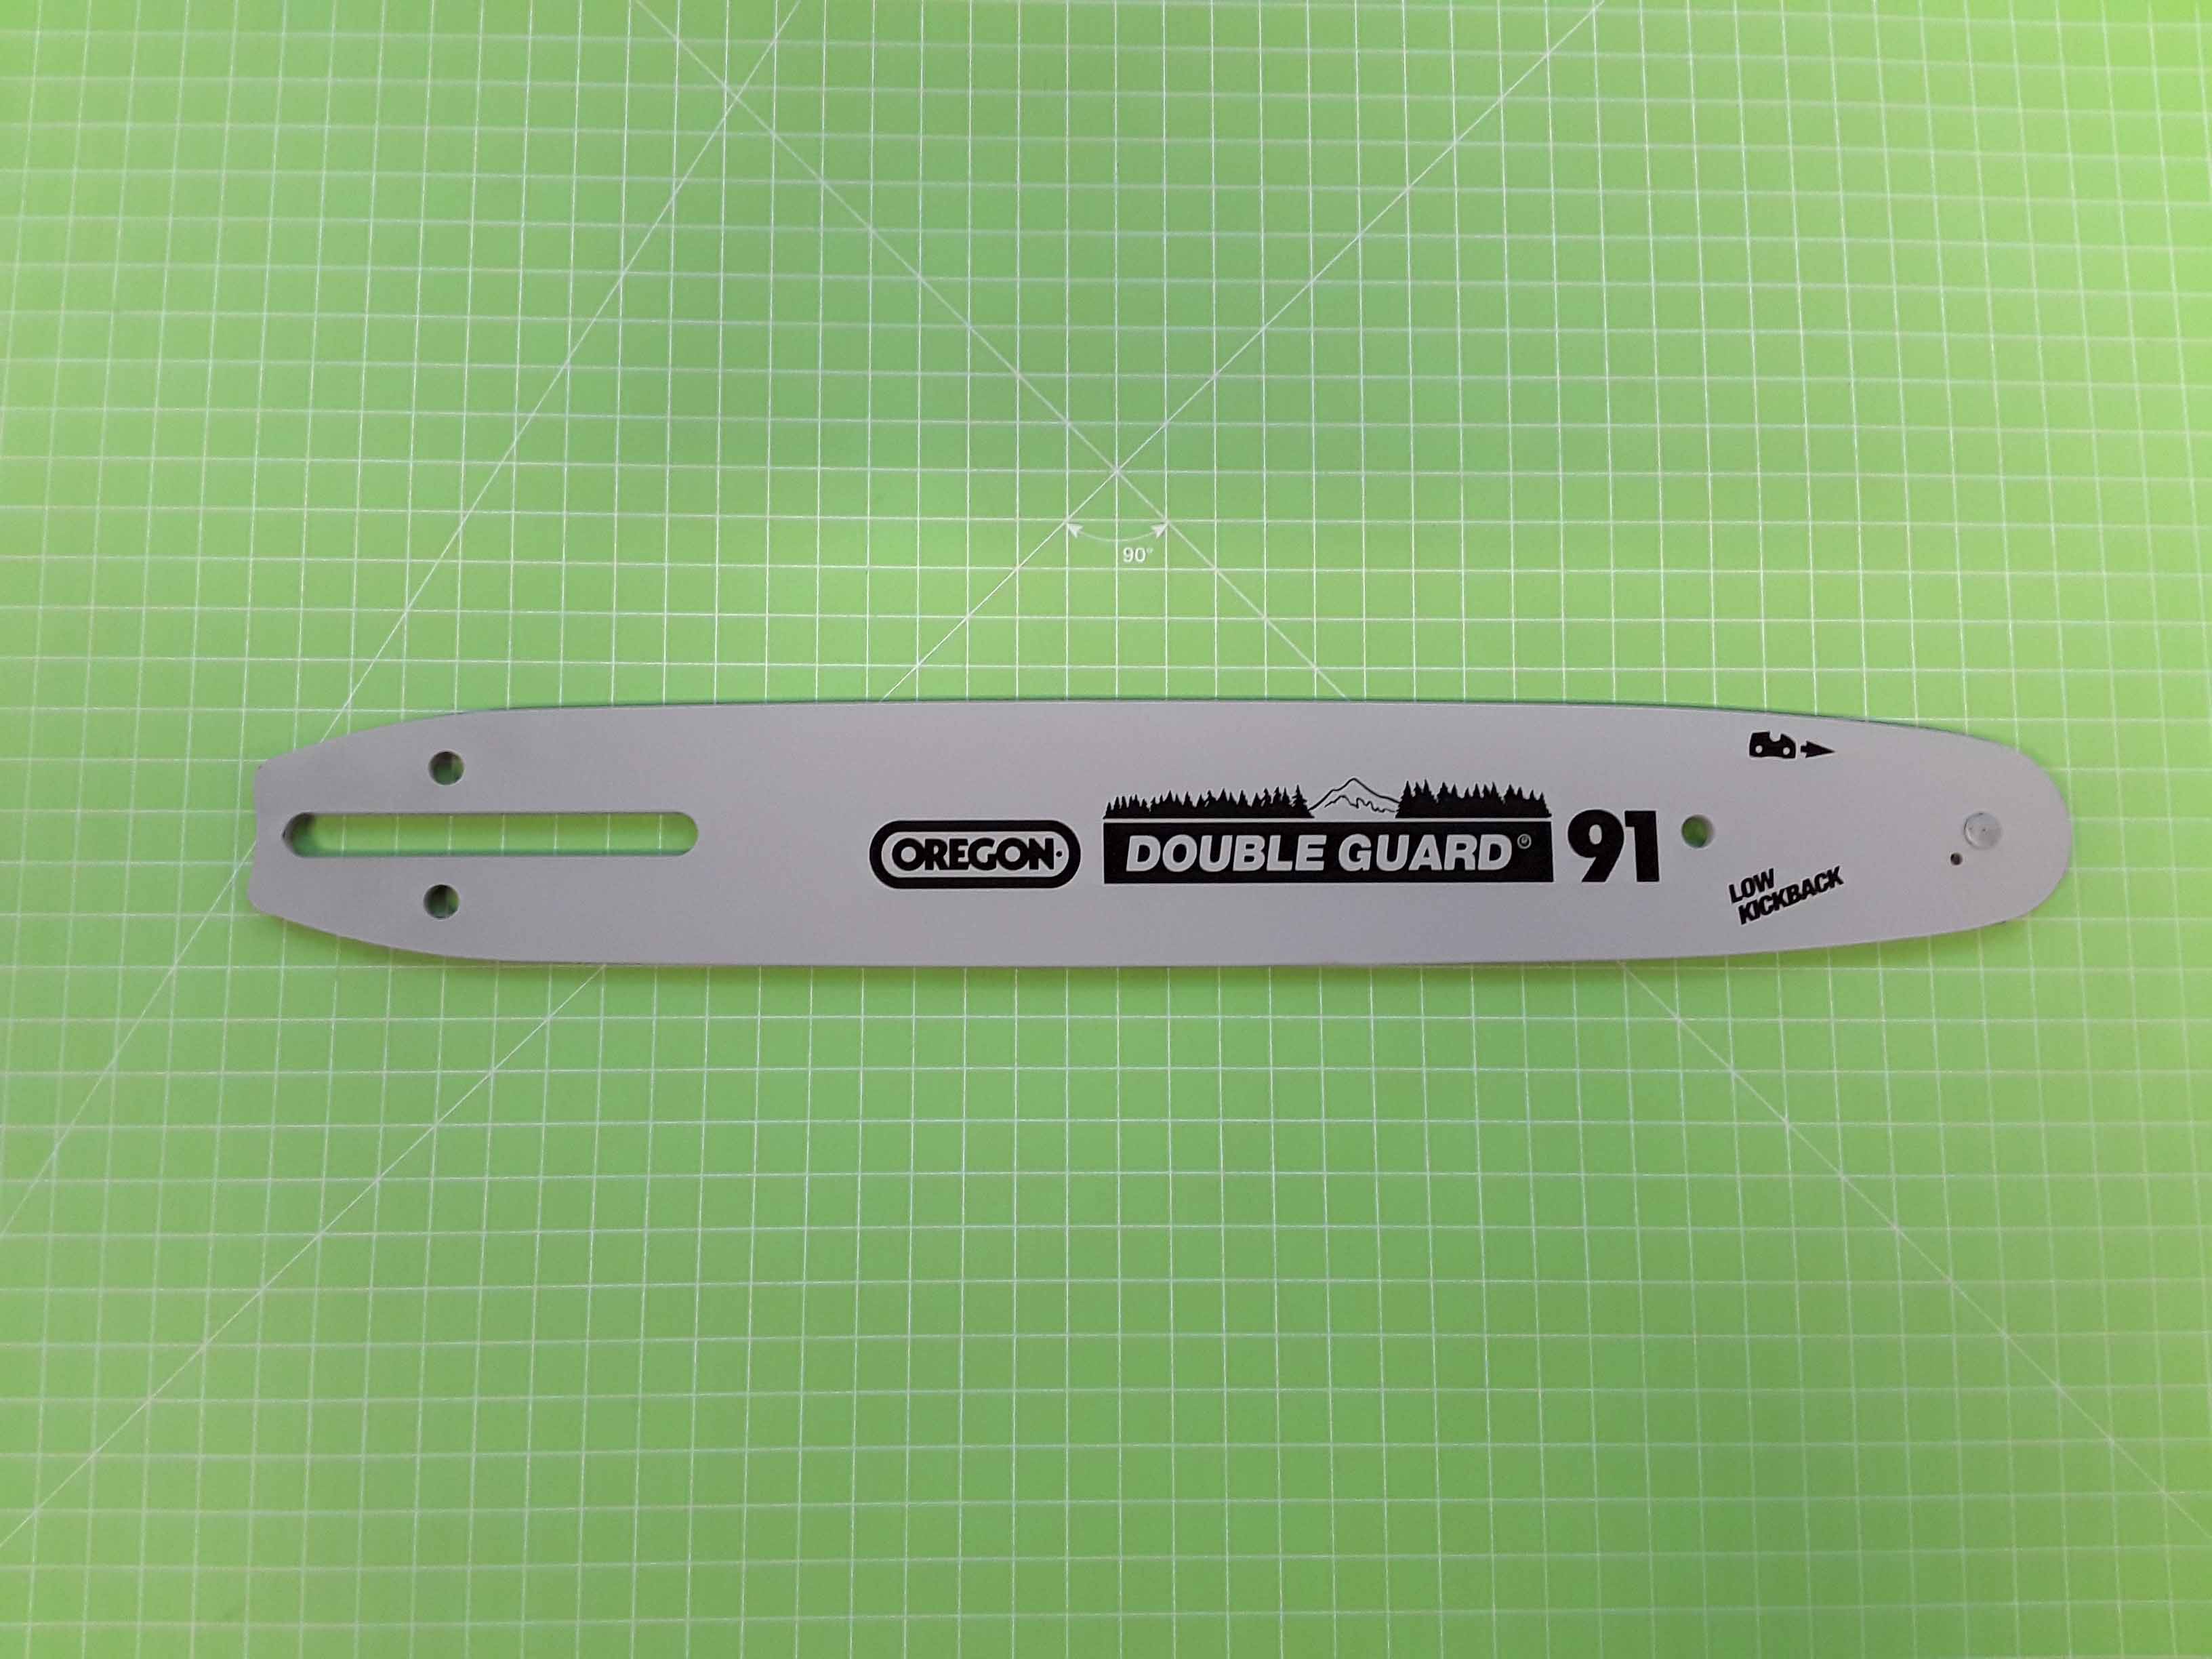 90°
OREGON
DOUBLE GUARD® 91
LOW
KICKBACK